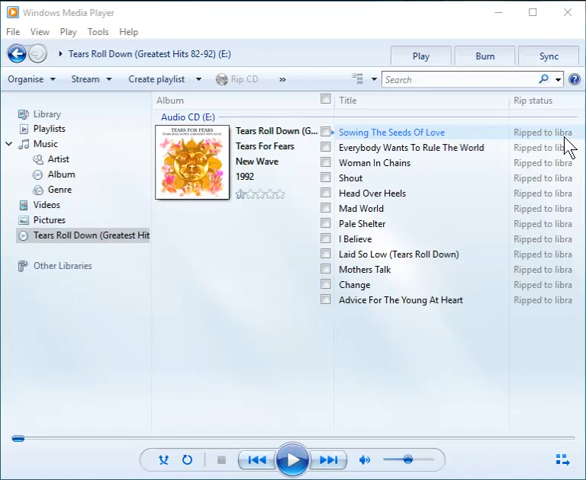 Windows Media Player
File View Play Tools Help
Tears Roll Down (Greatest Hits 82-92) (E:)
Play Burn Sync
Organise Stream Create playlist Rip CD » Search
Library
Playlists
Music
Artist
Album
Genre
Videos
Pictures
Tears Roll Down (Greatest Hit
Other Libraries
Album Title Rip status
Audio CD (E:)
TEARS FOR FEARS
Tears Roll Down (G...
Tears For Fears
New Wave
1992
Sowing The Seeds Of Love Ripped to libra
Everybody Wants To Rule The World Ripped to libra
Woman In Chains Ripped to libra
Shout Ripped to libra
Head Over Heels Ripped to libra
Mad World Ripped to libra
Pale Shelter Ripped to libra
I Believe Ripped to libra
Laid So Low (Tears Roll Down) Ripped to libra
Mothers Talk Ripped to libra
Change Ripped to libra
Advice For The Young At Heart Ripped to libra